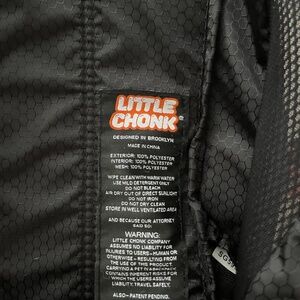 LITTLE
CHONK®
DESIGNED IN BROOKLYN
MADE IN CHINA
EXTERIOR: 100% POLYESTER
INTERIOR: 100% POLYESTER
MESH: 100% POLYESTER
WIPE CLEAN WITH WARM WATER
USE MILD DETERGENT ONLY
DO NOT BLEACH
AIR DRY OUT OF DIRECT SUNLIGHT
DO NOT IRON
DO NOT DRY CLEAN
STORE IN WELL VENTILATED AREA
AND BECAUSE OUR ATTORNEY
SAID SO:
WARNING:
LITTLE CHONK COMPANY
ASSUMES NO LIABILITY FOR
INJURIES TO USERS - HUMAN OR
OTHERWISE - RESULTING FROM
THE USE OF THIS PRODUCT.
CARRYING A PET IN A
CONTAINS INHERENT RISKS FOR
WHICH THE USERS ASSUME
LIABILITY. TRAVEL SAFELY.
ALSO- PATENT PENDING.